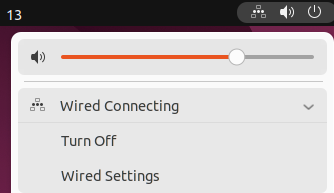 13
Wired Connecting
Turn Off
Wired Settings